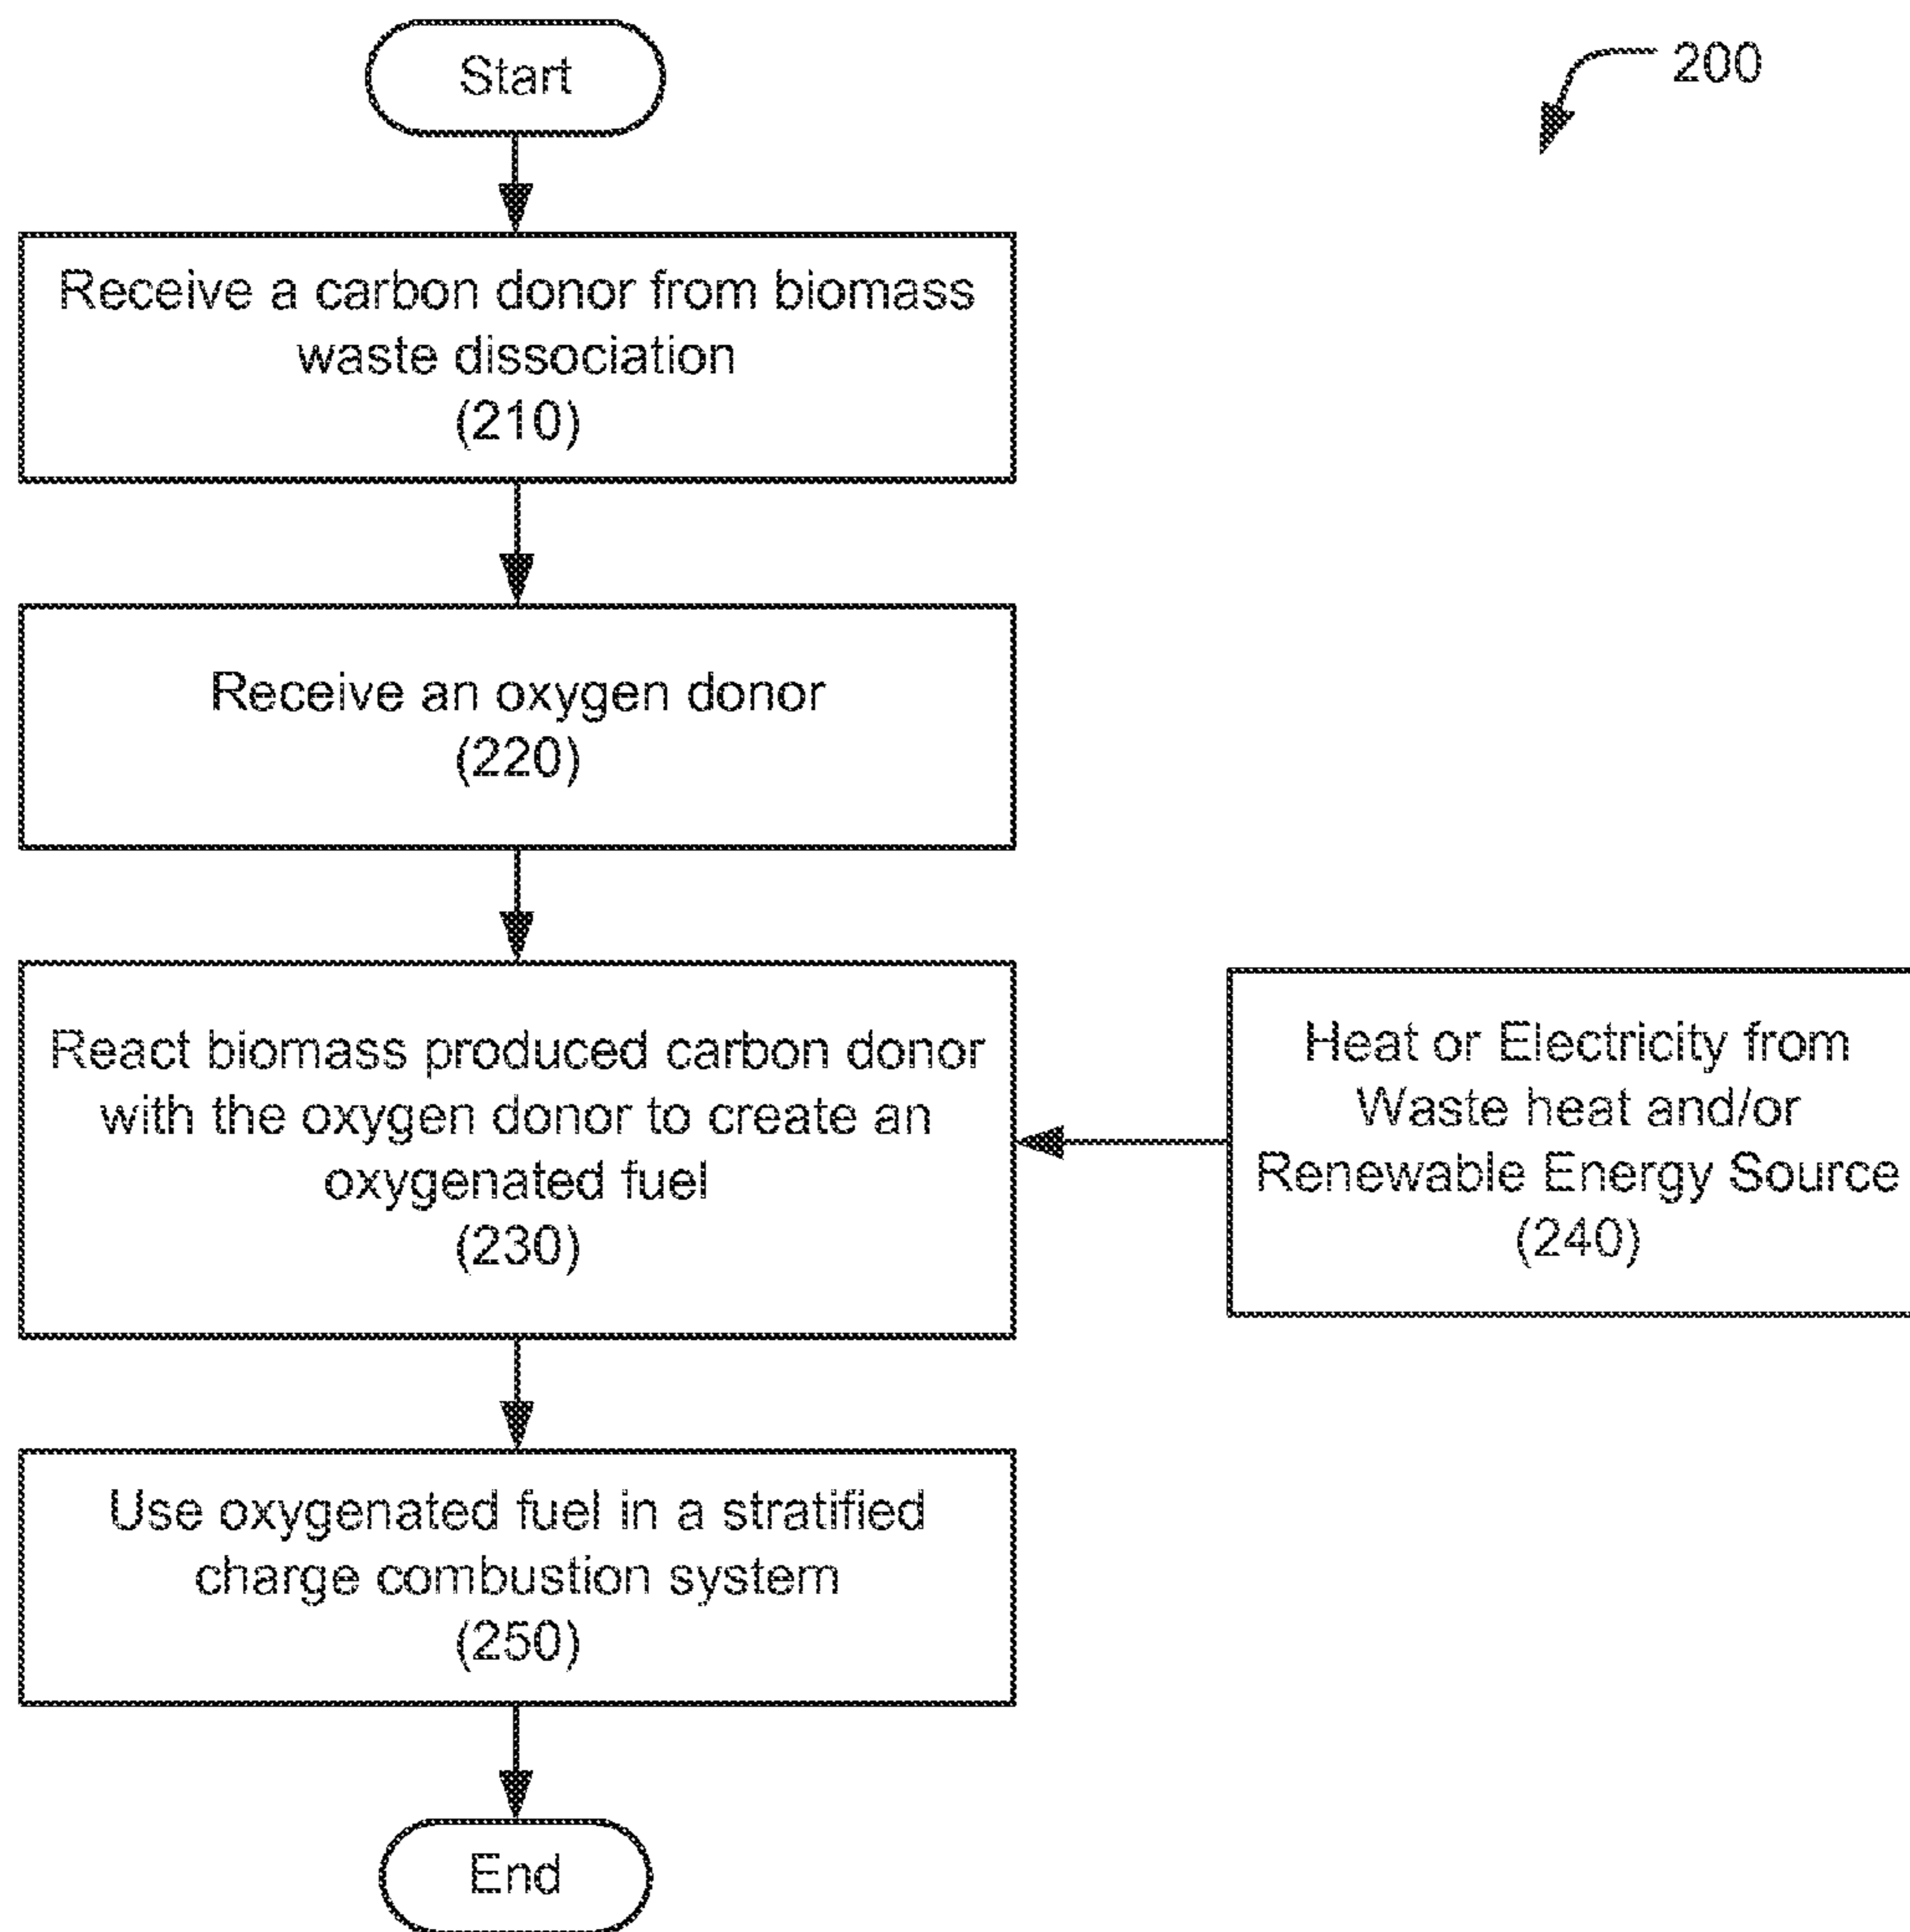 Start
200
Receive a carbon donor from biomass
waste dissociation
(210)
Receive an oxygen donor
(220)
React biomass produced carbon donor
with the oxygen donor to create an
oxygenated fuel
(230)
Heat or Electricity from
Waste heat and/or
Renewable Energy Source
(240)
Use oxygenated fuel in a stratified
charge combustion system
(250)
End